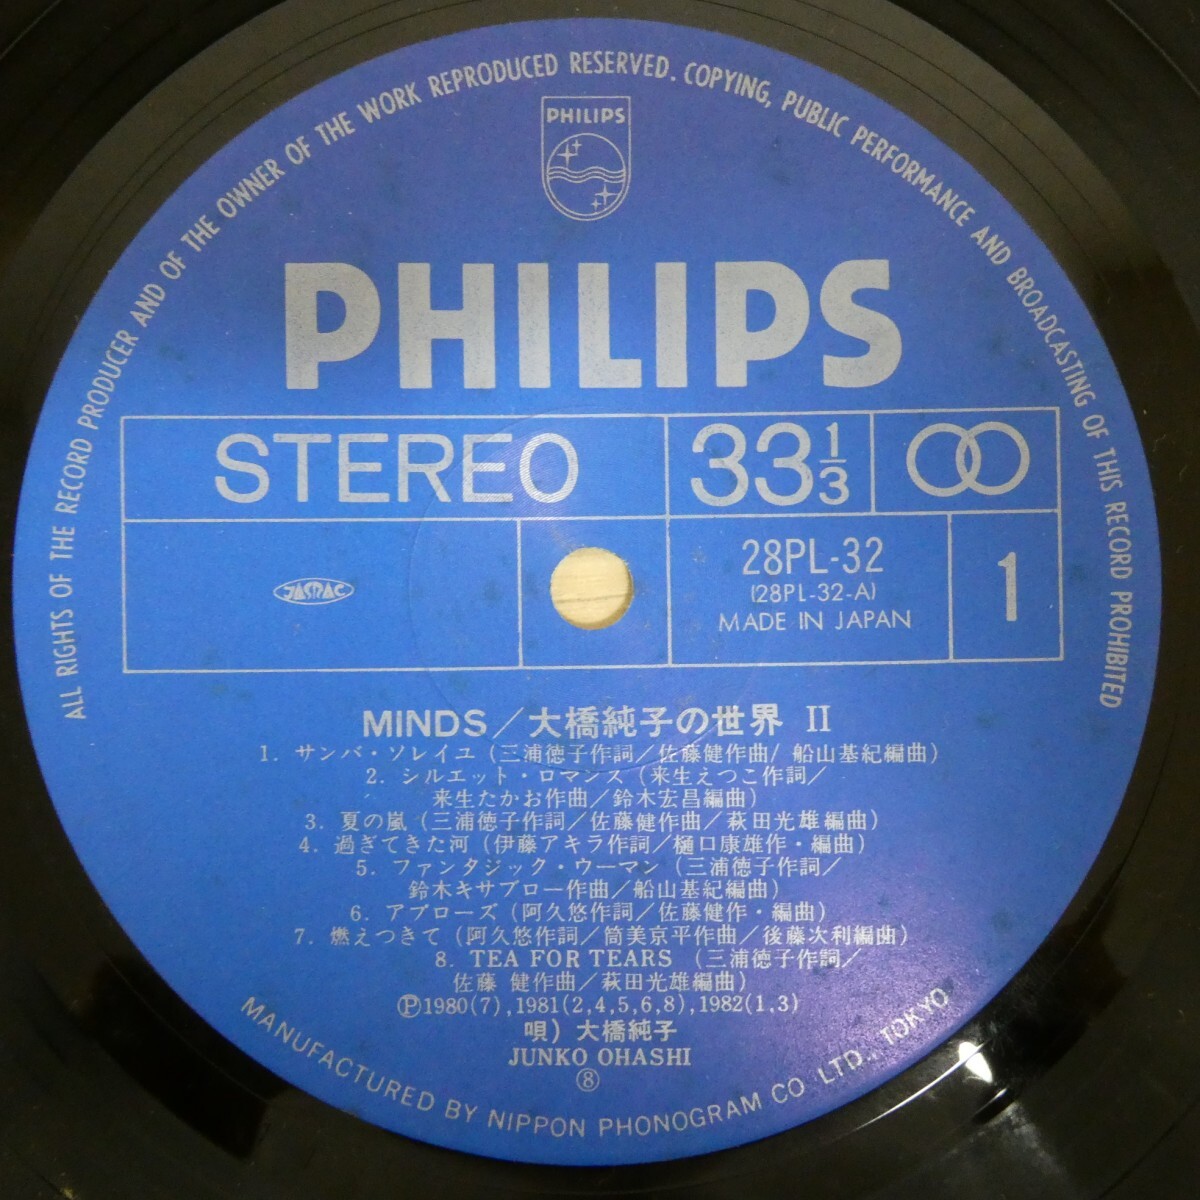 ALL RIGHTS OF THE RECORD PRODUCER AND OF THE OWNER OF THE WORK REPRODUCED RESERVED. COPYING, PUBLIC PERFORMANCE AND BROADCASTING OF THIS RECORD PROHIBITED
PHILIPS
PHILIPS
STEREO
33 1/3
JASRAC
28PL-32
(28PL-32-A)
MADE IN JAPAN
1
MINDS/大橋純子の世界 II
1. サンバ・ソレイユ(三浦徳子作詞/佐藤健作曲/船山基紀編曲)
2. シルエット・ロマンス(来生えつこ作詞/
来生たかお作曲/鈴木宏昌編曲)
3. 夏の嵐(三浦徳子作詞/佐藤健作曲/萩田光雄編曲)
4. 過ぎてきた河(伊藤アキラ作詞/樋口康雄作・編曲)
5. ファンタジック・ウーマン(三浦徳子作詞/
鈴木キサブロー作曲/船山基紀編曲)
6. アプローズ(阿久悠作詞/佐藤健作・編曲)
7. 燃えつきて(阿久悠作詞/筒美京平作曲/後藤次利編曲)
8. TEA FOR TEARS (三浦徳子作詞/
佐藤 健作曲/萩田光雄編曲)
Ⓟ1980(7), 1981(2,4,5,6,8), 1982(1,3)
唄)大橋純子
JUNKO OHASHI
⑧
MANUFACTURED BY NIPPON PHONOGRAM CO LTD., TOKYO